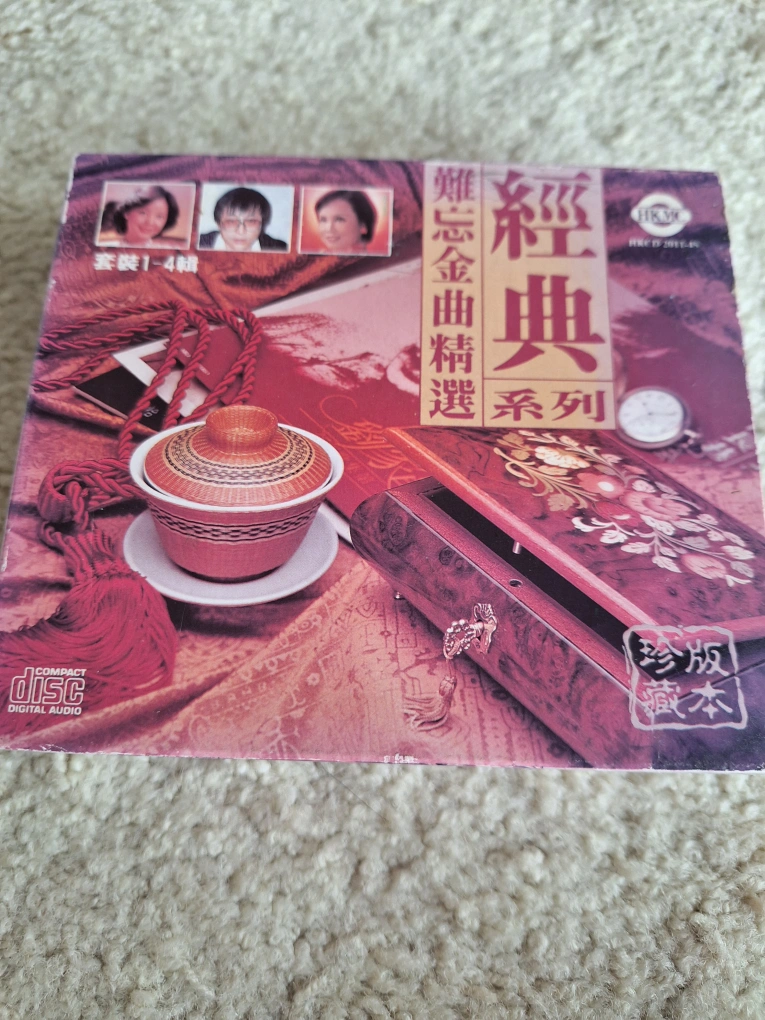 經典
系列
難忘金曲精選
套裝1-4輯
HKMC
珍藏
版本
COMPACT
disc
DIGITAL AUDIO